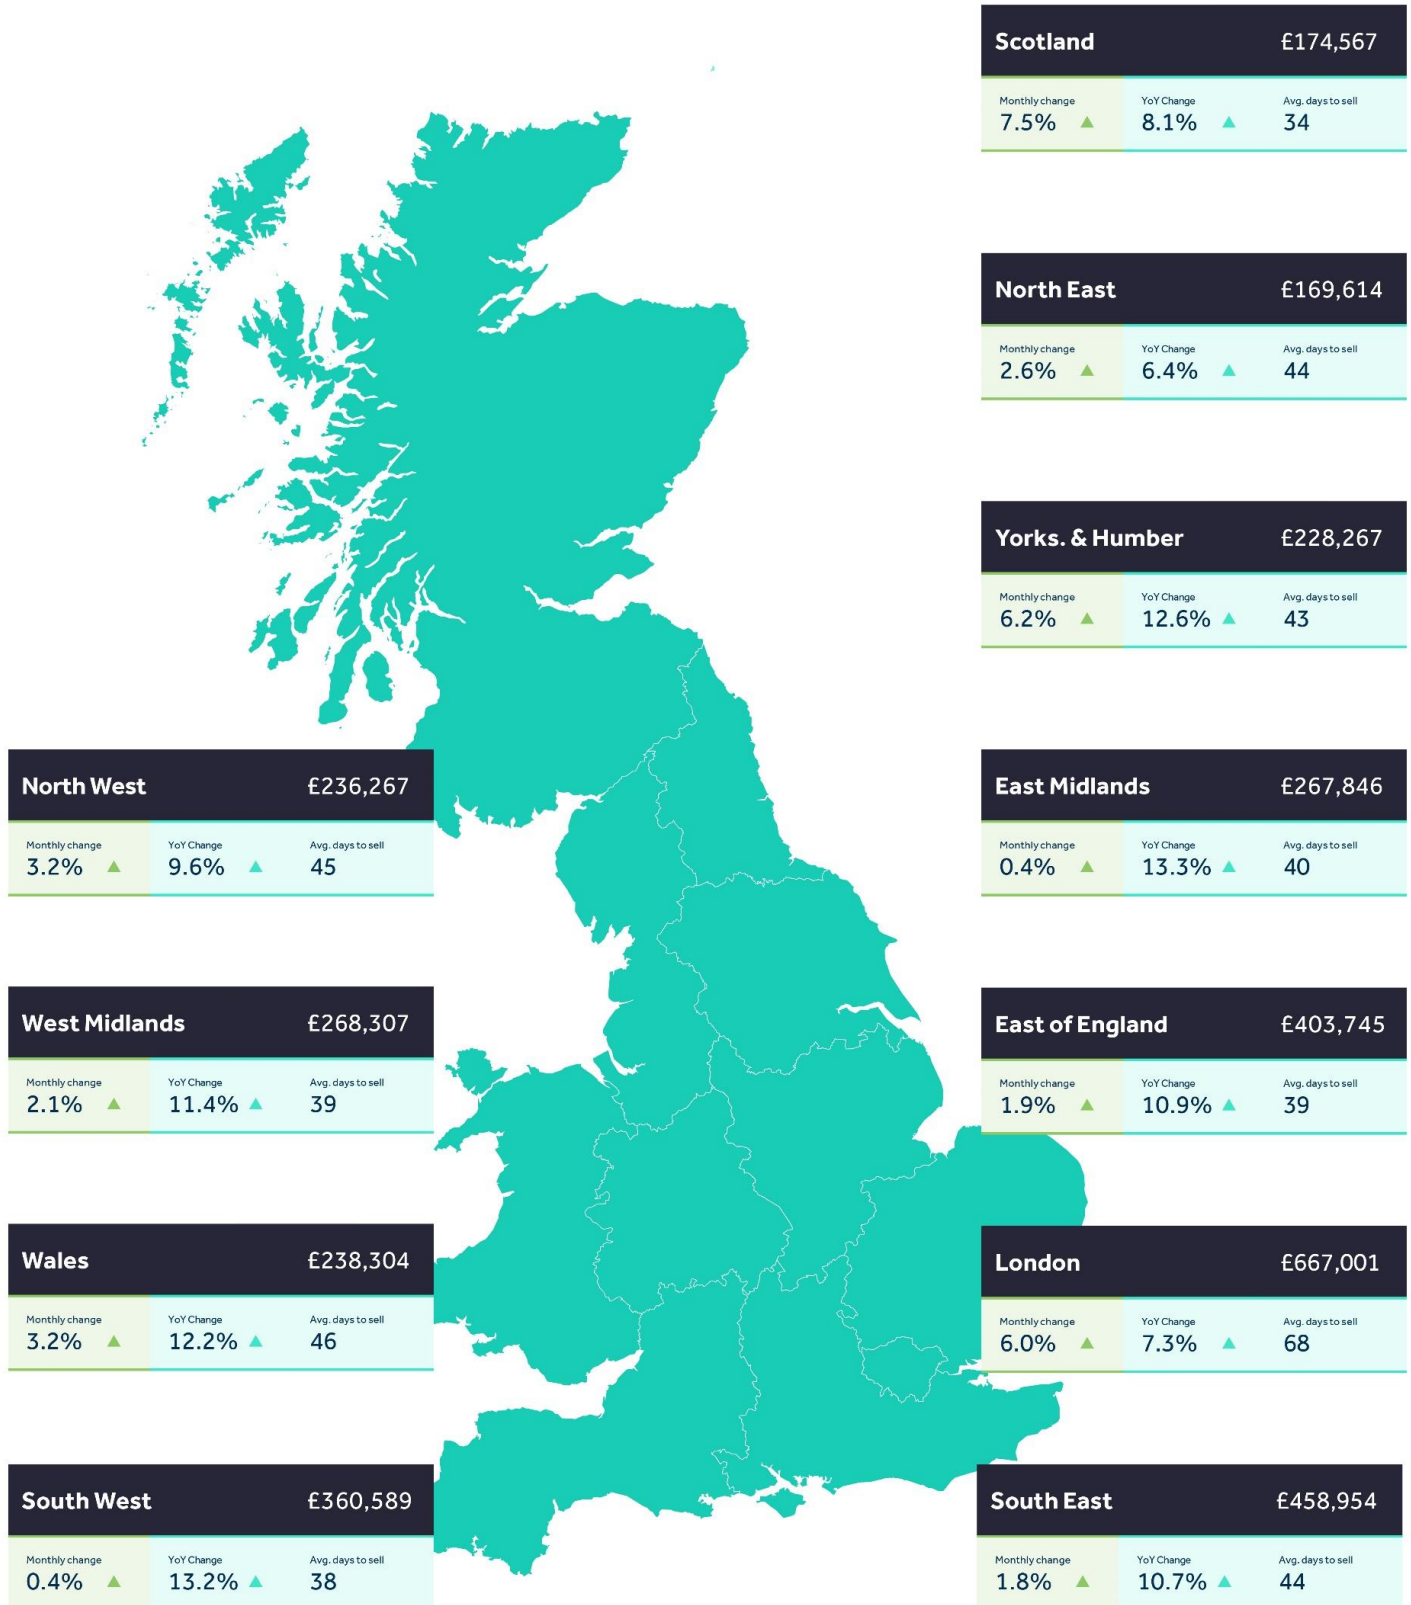 Scotland £174,567
Monthly change YoY Change Avg. days to sell
7.5% 8.1% 34
North East £169,614
Monthly change YoY Change Avg. days to sell
2.6% 6.4% 44
Yorks. & Humber £228,267
Monthly change YoY Change Avg. days to sell
6.2% 12.6% 43
North West £236,267
Monthly change YoY Change Avg. days to sell
3.2% 9.6% 45
East Midlands £267,846
Monthly change YoY Change Avg. days to sell
0.4% 13.3% 40
West Midlands £268,307
Monthly change YoY Change Avg. days to sell
2.1% 11.4% 39
East of England £403,745
Monthly change YoY Change Avg. days to sell
1.9% 10.9% 39
Wales £238,304
Monthly change YoY Change Avg. days to sell
3.2% 12.2% 46
London £667,001
Monthly change YoY Change Avg. days to sell
6.0% 7.3% 68
South West £360,589
Monthly change YoY Change Avg. days to sell
0.4% 13.2% 38
South East £458,954
Monthly change YoY Change Avg. days to sell
1.8% 10.7% 44